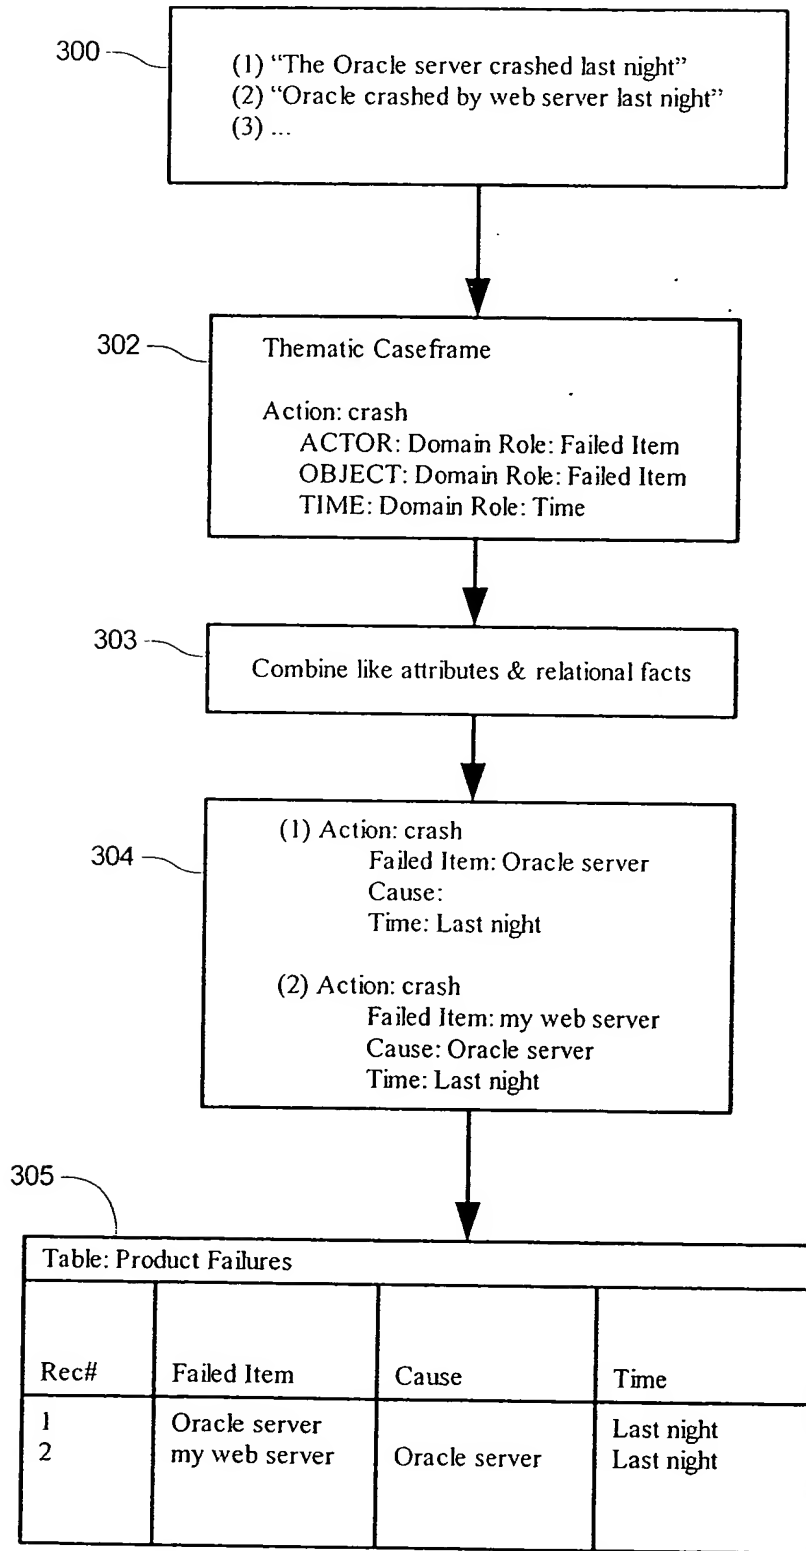 300
(1) “The Oracle server crashed last night”
(2) “Oracle crashed by web server last night”
(3) ...
302
Thematic Caseframe
Action: crash
ACTOR: Domain Role: Failed Item
OBJECT: Domain Role: Failed Item
TIME: Domain Role: Time
303
Combine like attributes & relational facts
304
(1) Action: crash
Failed Item: Oracle server
Cause:
Time: Last night
(2) Action: crash
Failed Item: my web server
Cause: Oracle server
Time: Last night
305
Table: Product Failures
Rec# Failed Item Cause Time
1 Oracle server Last night
2 my web server Oracle server Last night